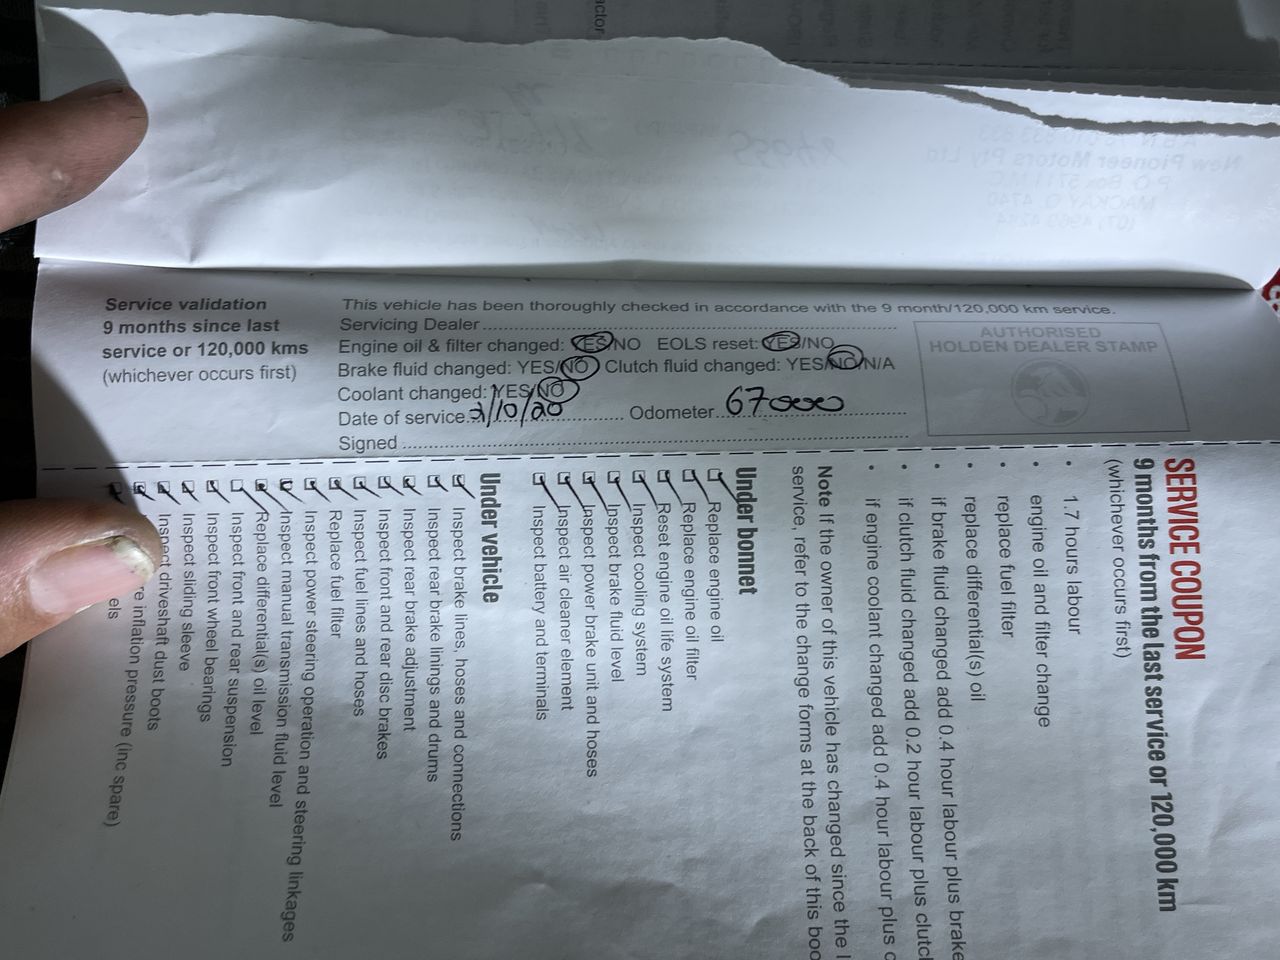 Service validation
9 months since last
service or 120,000 kms
(whichever occurs first)
This vehicle has been thoroughly checked in accordance with the 9 month/120,000 km service.
Servicing Dealer
Engine oil & filter changed: YES/NO EOLS reset: YES/NO
Brake fluid changed: YES/NO Clutch fluid changed: YES/NO/N/A
Coolant changed: YES/NO
Date of service 2/10/20 Odometer 67000
Signed
AUTHORISED
HOLDEN DEALER STAMP
SERVICE COUPON
9 months from the last service or 120,000 km
(whichever occurs first)
• 1.7 hours labour
• engine oil and filter change
• replace fuel filter
• replace differential(s) oil
• if brake fluid changed add 0.4 hour labour plus brake
• if clutch fluid changed add 0.2 hour labour plus clutch
• if engine coolant changed add 0.4 hour labour plus
Note If the owner of this vehicle has changed since the
service, refer to the change forms at the back of this boo
Under bonnet
Replace engine oil
Replace engine oil filter
Reset engine oil life system
Inspect cooling system
Inspect brake fluid level
Inspect power brake unit and hoses
Inspect air cleaner element
Inspect battery and terminals
Under vehicle
Inspect brake lines, hoses and connections
Inspect rear brake linings and drums
Inspect rear brake adjustment
Inspect front and rear disc brakes
Inspect fuel lines and hoses
Replace fuel filter
Inspect power steering operation and steering linkages
Inspect manual transmission fluid level
Replace differential(s) oil level
Inspect front and rear suspension
Inspect front wheel bearings
Inspect sliding sleeve
Inspect driveshaft dust boots
re inflation pressure (inc spare)
els